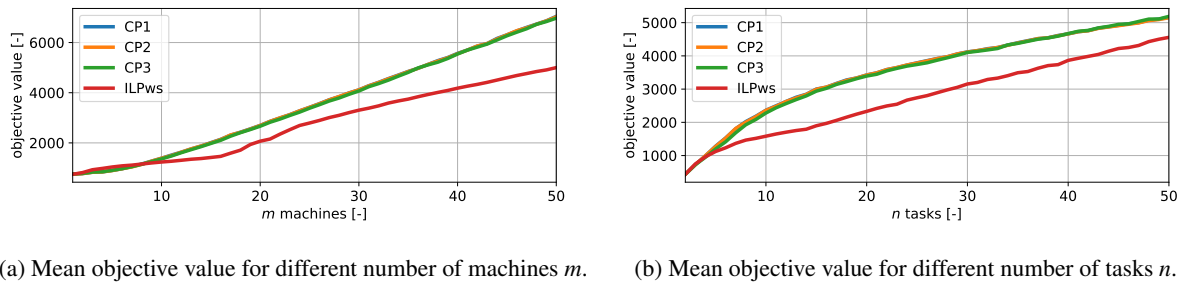 objective value [-]
6000
4000
2000
CP1
CP2
CP3
ILPws
10
20
30
40
50
m machines [-]
(a) Mean objective value for different number of machines m.
objective value [-]
5000
4000
3000
2000
1000
CP1
CP2
CP3
ILPws
10
20
30
40
50
n tasks [-]
(b) Mean objective value for different number of tasks n.